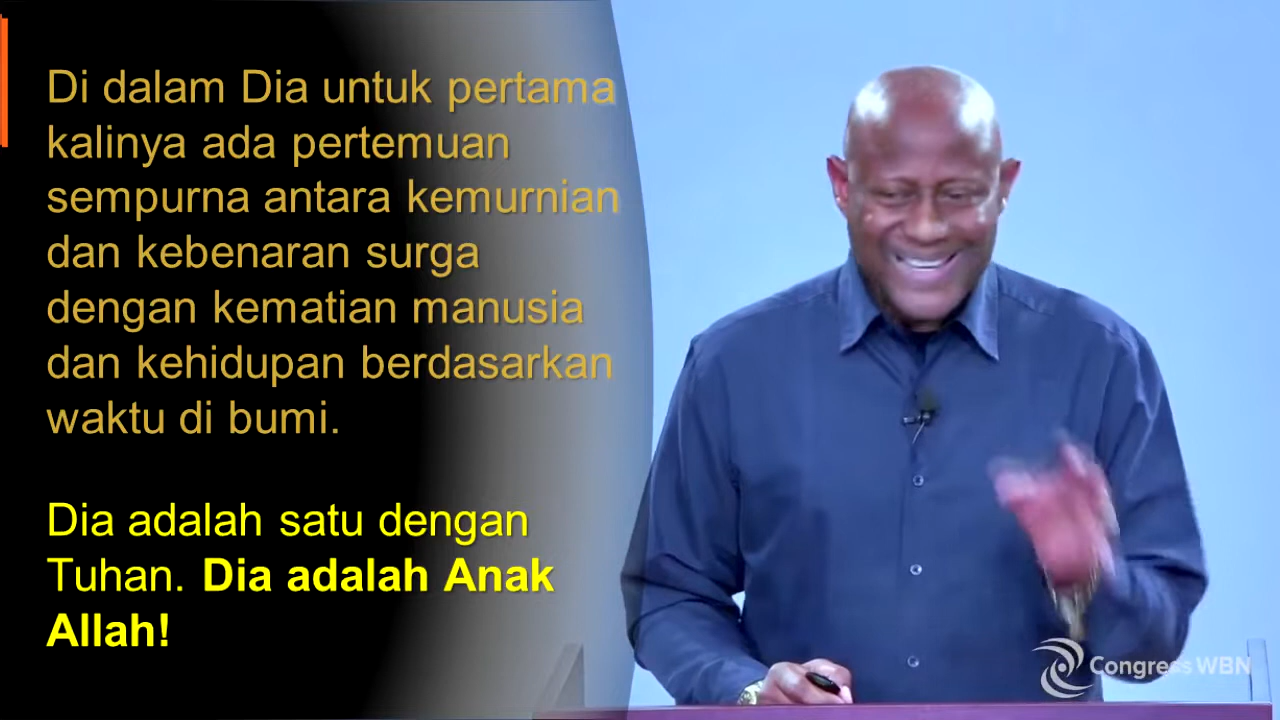 Di dalam Dia untuk pertama
kalinya ada pertemuan
sempurna antara kemurnian
dan kebenaran surga
dengan kematian manusia
dan kehidupan berdasarkan
waktu di bumi.
Dia adalah satu dengan
Tuhan. Dia adalah Anak
Allah!
Congress WBN